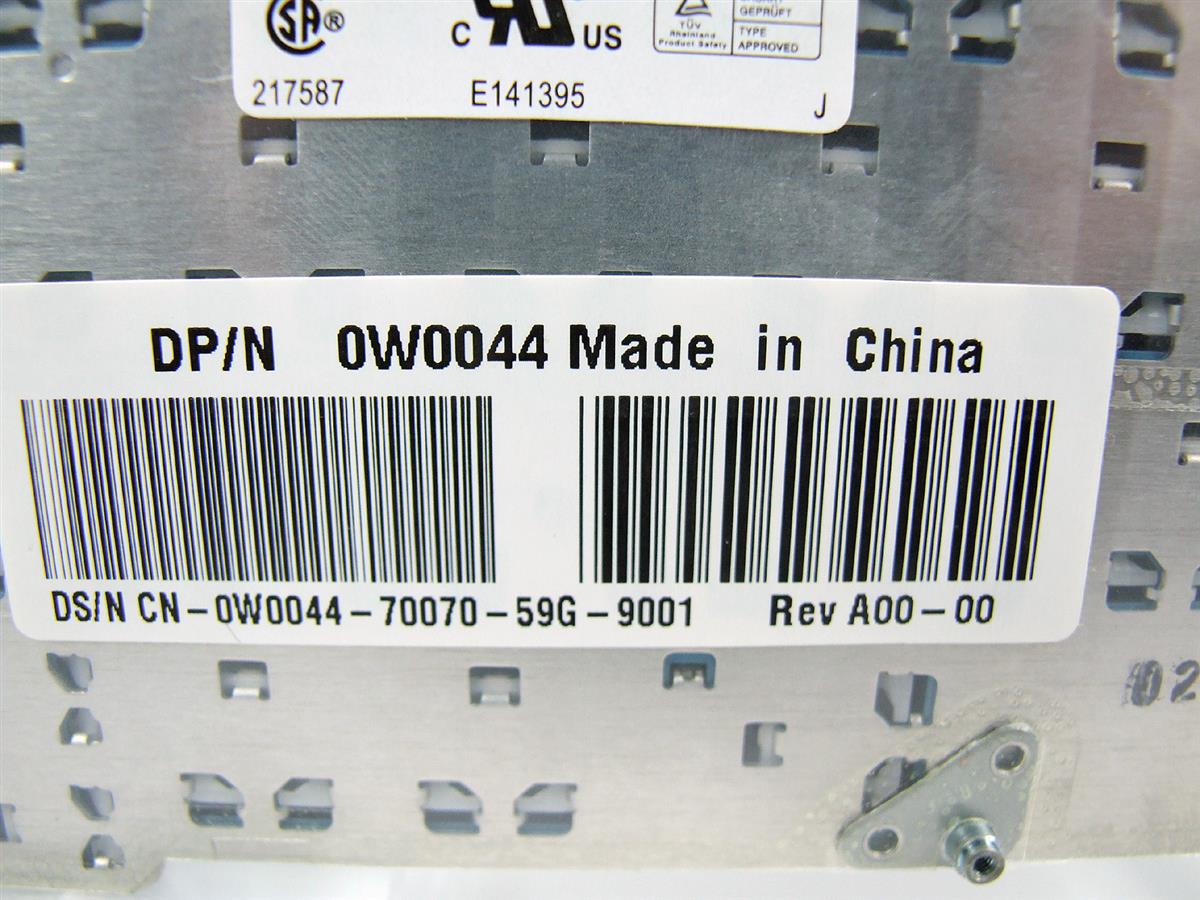 SA®
C US
GEPRÜFT
TÜV
Rheinland
Product Safety
TYPE
APPROVED
217587 E141395 J
DP/N 0W0044 Made in China
DS/N CN-0W0044-70070-59G-9001 Rev A00-00
02